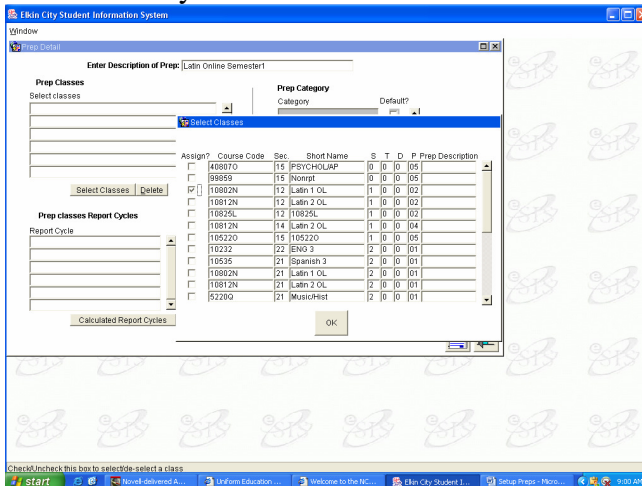 Elkin City Student Information System
Window
Prep Detail
Enter Description of Prep: Latin Online Semester1
Prep Classes
Select classes
Prep Category
Category Default?
Select Classes
Assign? Course Code Sec. Short Name S T D P Prep Description
408070 15 PSYCHOL/AP 0 0 0 05
99859 15 Nonrpt 0 0 0 05
10802N 12 Latin 1 OL 1 0 0 02
10812N 12 Latin 2 OL 1 0 0 02
10825L 12 10825L 1 0 0 02
10812N 14 Latin 2 OL 1 0 0 04
105220 15 105220 1 0 0 05
10232 22 ENG 3 2 0 0 01
10535 21 Spanish 3 2 0 0 01
10802N 21 Latin 1 OL 2 0 0 01
10812N 21 Latin 2 OL 2 0 0 01
5220Q 21 Music/Hist 2 0 0 01
Select Classes Delete
Prep classes Report Cycles
Report Cycle
Calculated Report Cycles
OK
Check/Uncheck this box to select/de-select a class
start Novell-delivered A... Uniform Education ... Welcome to the NC... Elkin City Student I... Setup Preps - Micro... 9:00 AM